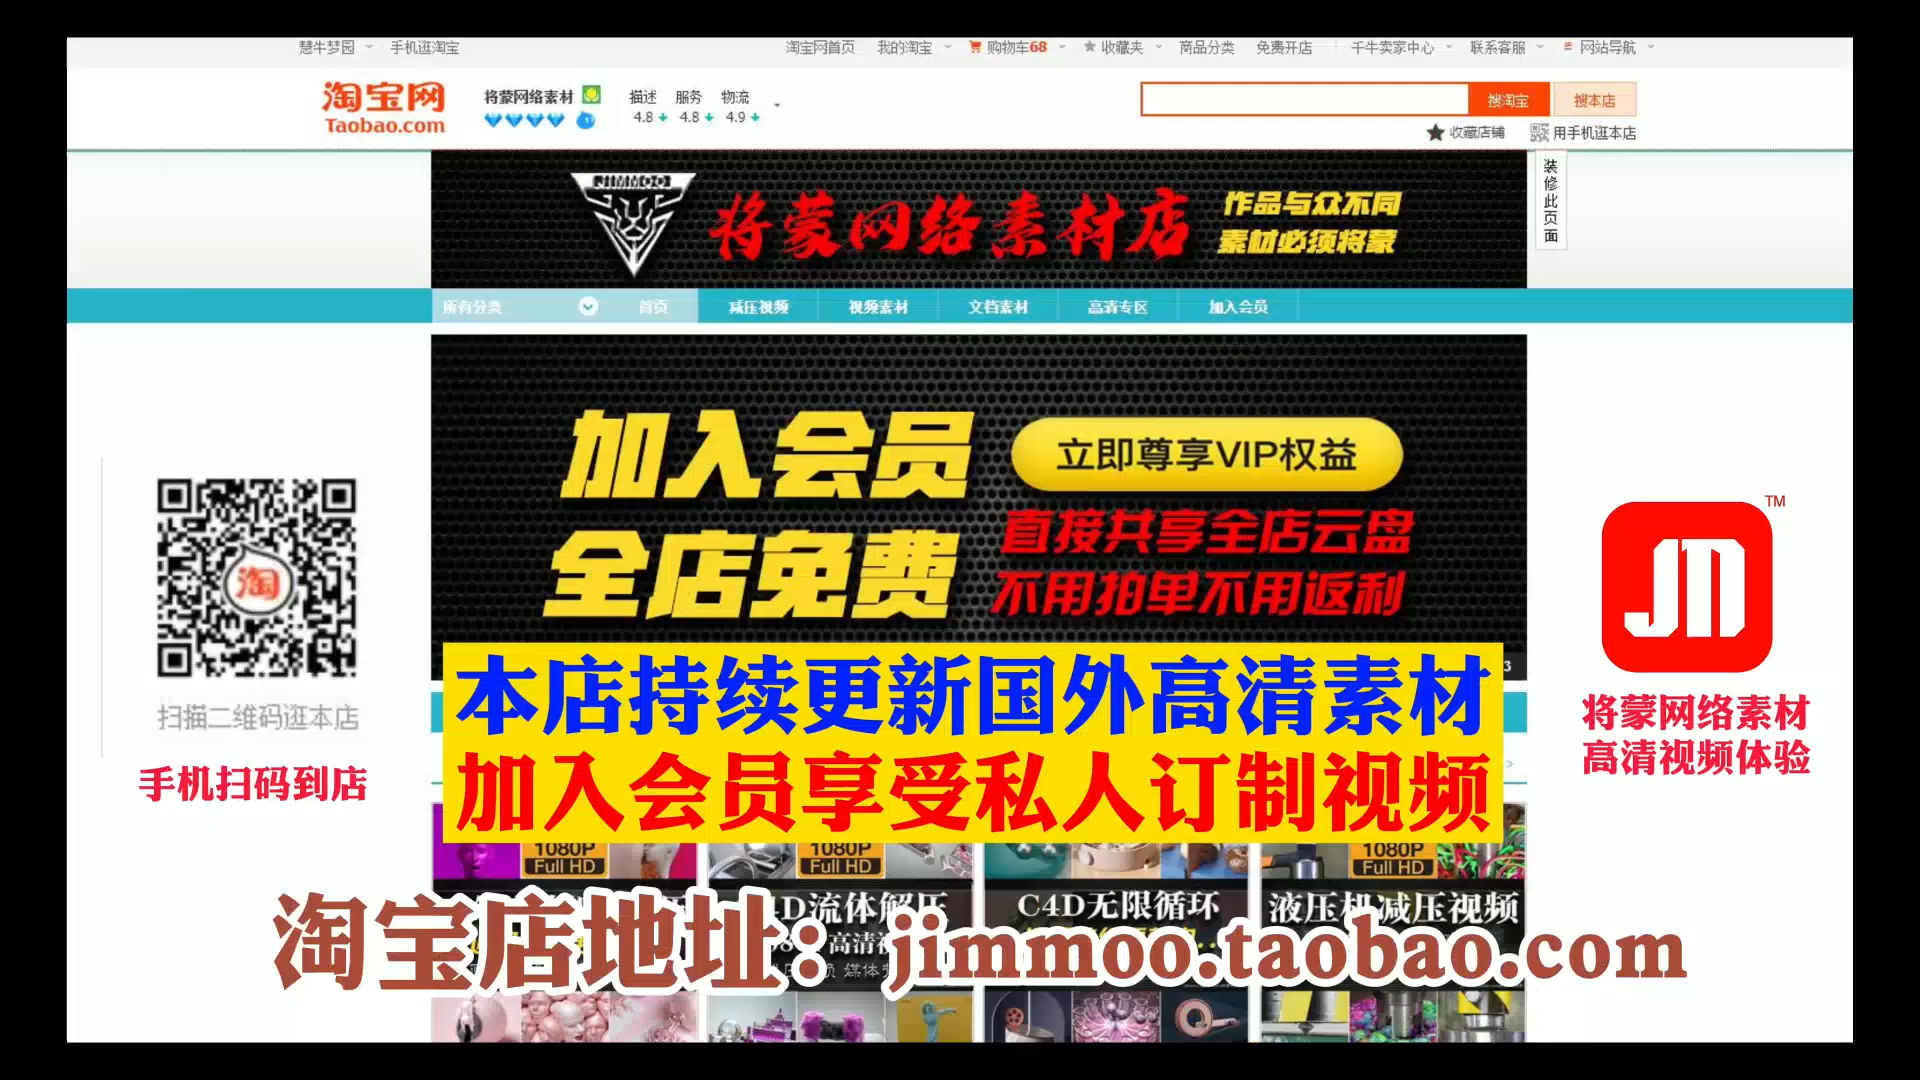 慧牛梦园 手机逛淘宝 淘宝网首页 我的淘宝 购物车68 收藏夹 商品分类 免费开店 千牛卖家中心 联系客服 网站导航
淘宝网
Taobao.com
将蒙网络素材
描述 服务 物流
4.8 4.8 4.9
搜淘宝 搜本店
收藏店铺 用手机逛本店
JIMMOO
将蒙网络素材店
作品与众不同
素材必须将蒙
装修此页面
所有分类 首页 减压视频 视频素材 文档素材 高清专区 加入会员
加入会员
立即尊享VIP权益
全店免费
直接共享全店云盘
不用拍单不用返利
淘
扫描二维码逛本店
手机扫码到店
TM
JM
将蒙网络素材
高清视频体验
3
本店持续更新国外高清素材
加入会员享受私人订制视频
1080P
Full HD
1080P
Full HD
1080P
Full HD
D流体解压
C4D无限循环
液压机减压视频
淘宝店地址：jimmoo.taobao.com